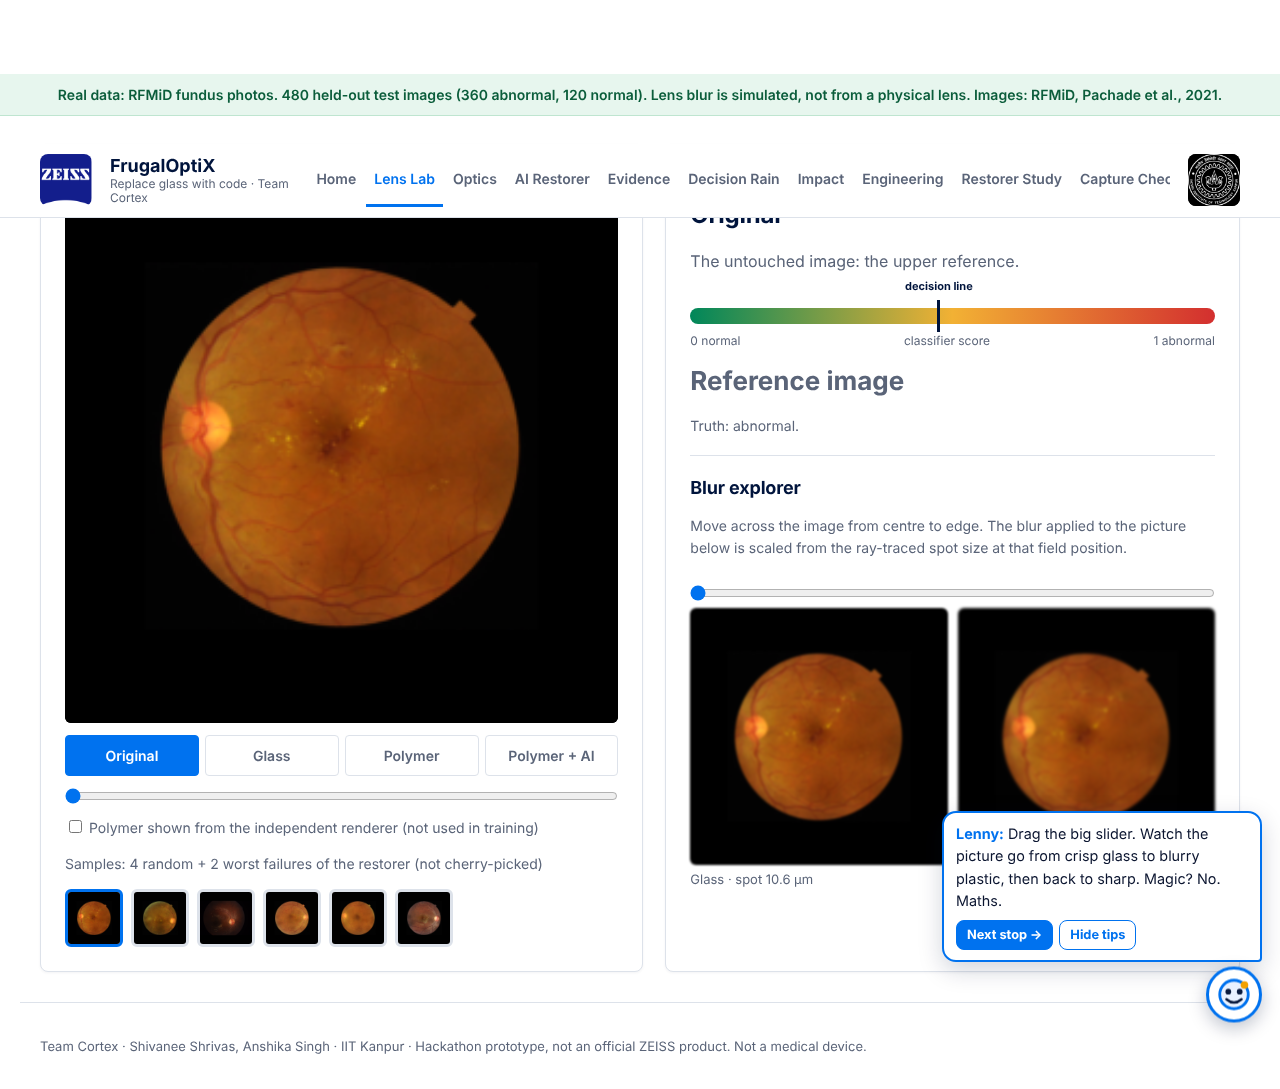 Real data: RFMiD fundus photos. 480 held-out test images (360 abnormal, 120 normal). Lens blur is simulated, not from a physical lens. Images: RFMiD, Pachade et al., 2021.
ZEISS
FrugalOptiX
Replace glass with code · Team
Cortex
Home
Lens Lab
Optics
AI Restorer
Evidence
Decision Rain
Impact
Engineering
Restorer Study
Capture Chec
Original
The untouched image: the upper reference.
decision line
0 normal
classifier score
1 abnormal
Reference image
Truth: abnormal.
Blur explorer
Move across the image from centre to edge. The blur applied to the picture
below is scaled from the ray-traced spot size at that field position.
Original
Glass
Polymer
Polymer + AI
Polymer shown from the independent renderer (not used in training)
Samples: 4 random + 2 worst failures of the restorer (not cherry-picked)
Glass · spot 10.6 µm
Lenny: Drag the big slider. Watch the
picture go from crisp glass to blurry
plastic, then back to sharp. Magic? No.
Maths.
Next stop →
Hide tips
Team Cortex · Shivanee Shrivas, Anshika Singh · IIT Kanpur · Hackathon prototype, not an official ZEISS product. Not a medical device.